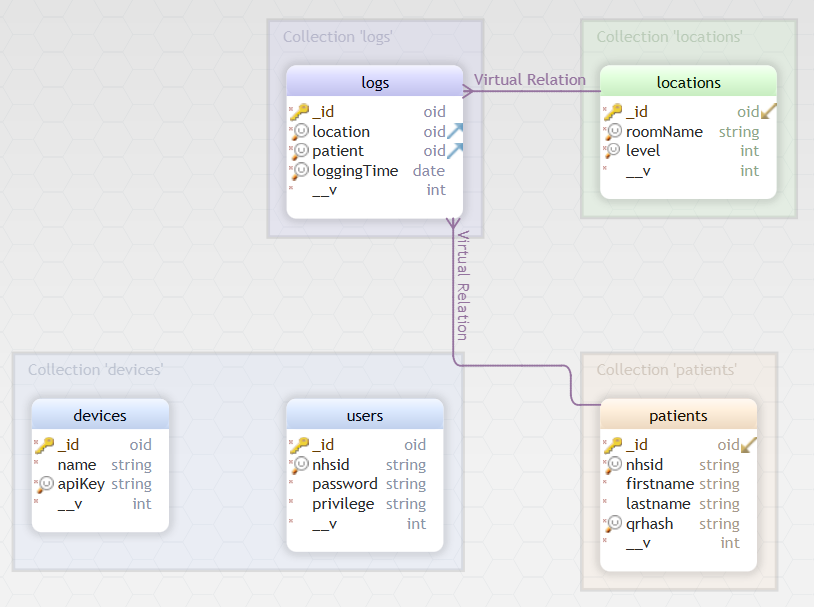 Collection 'logs'
logs
_id oid
location oid
patient oid
loggingTime date
__v int
Virtual Relation
Collection 'locations'
locations
_id oid
roomName string
level int
__v int
Virtual Relation
Collection 'devices'
devices
_id oid
name string
apiKey string
__v int
users
_id oid
nhsid string
password string
privilege string
__v int
Collection 'patients'
patients
_id oid
nhsid string
firstname string
lastname string
qrhash string
__v int